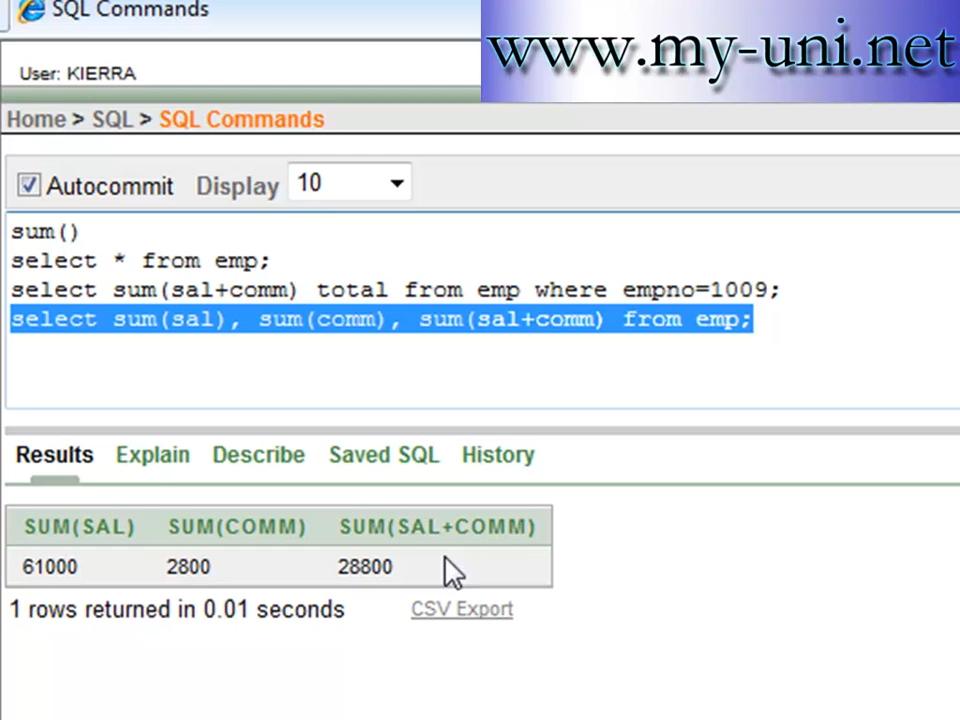 SQL Commands
www.my-uni.net
User: KIERRA
Home > SQL > SQL Commands
Autocommit Display 10
sum()
select * from emp;
select sum(sal+comm) total from emp where empno=1009;
select sum(sal), sum(comm), sum(sal+comm) from emp;
Results Explain Describe Saved SQL History
SUM(SAL) SUM(COMM) SUM(SAL+COMM)
61000 2800 28800
1 rows returned in 0.01 seconds CSV Export